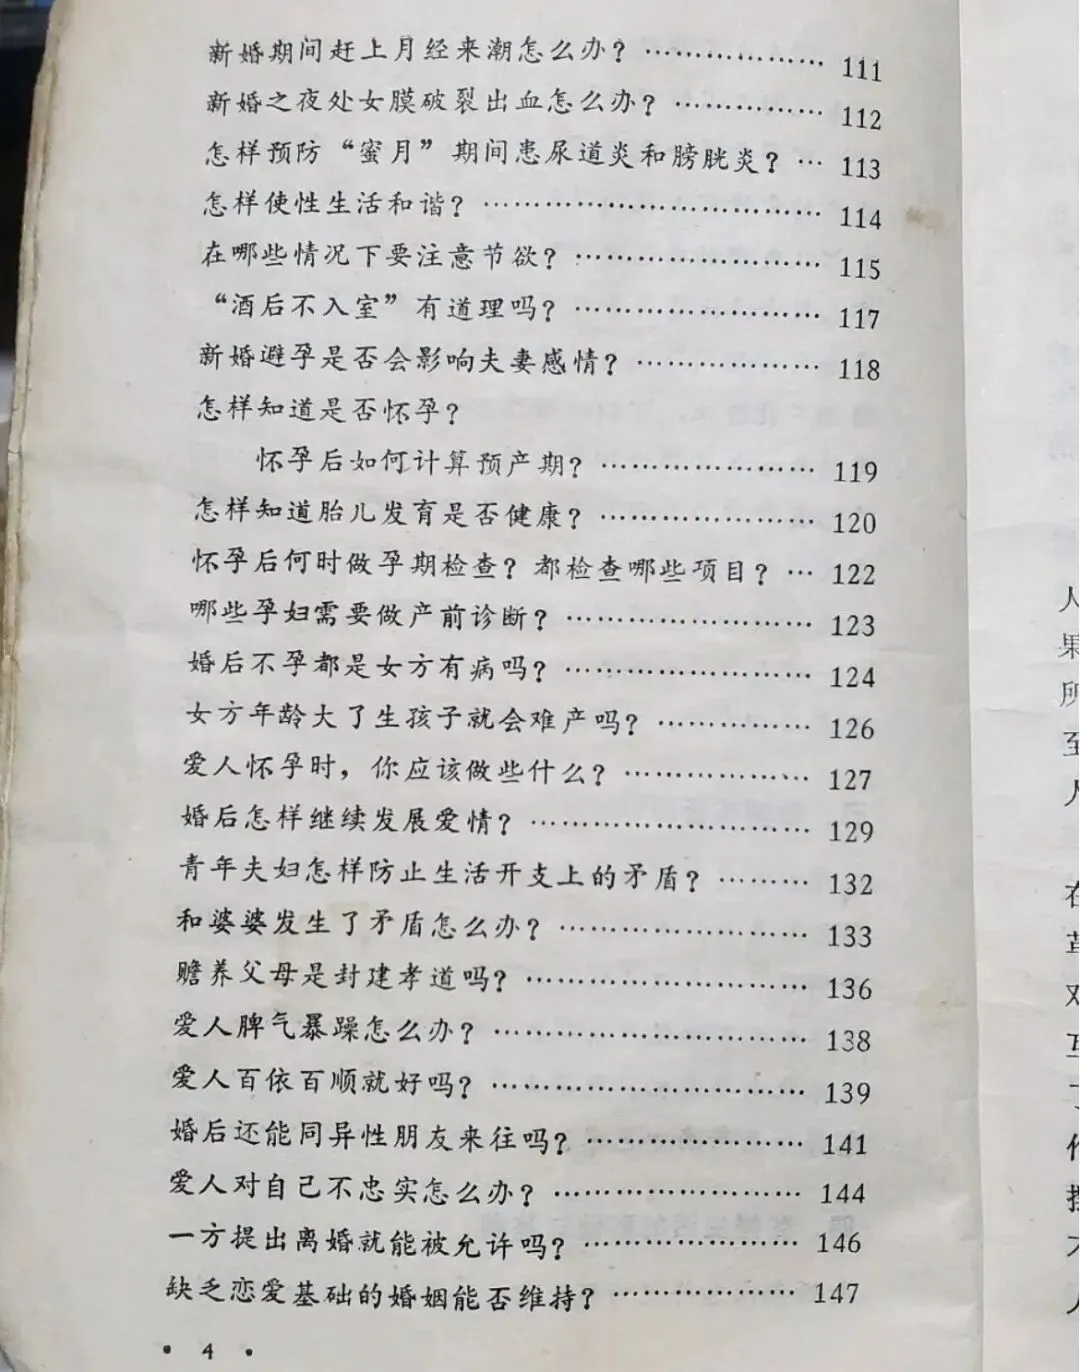 新婚期间赶上月经来潮怎么办？………………… 111
新婚之夜处女膜破裂出血怎么办？……………… 112
怎样预防“蜜月”期间患尿道炎和膀胱炎？… 113
怎样使性生活和谐？……………………………… 114
在哪些情况下要注意节欲？……………………… 115
“酒后不入室”有道理吗？……………………… 117
新婚避孕是否会影响夫妻感情？………………… 118
怎样知道是否怀孕？
怀孕后如何计算预产期？…………………… 119
怎样知道胎儿发育是否健康？…………………… 120
怀孕后何时做孕期检查？都检查哪些项目？… 122
哪些孕妇需要做产前诊断？……………………… 123
婚后不孕都是女方有病吗？……………………… 124
女方年龄大了生孩子就会难产吗？……………… 126
爱人怀孕时，你应该做些什么？………………… 127
婚后怎样继续发展爱情？………………………… 129
青年夫妇怎样防止生活开支上的矛盾？……… 132
和婆婆发生了矛盾怎么办？……………………… 133
赡养父母是封建孝道吗？………………………… 136
爱人脾气暴躁怎么办？…………………………… 138
爱人百依百顺就好吗？…………………………… 139
婚后还能同异性朋友来往吗？…………………… 141
爱人对自己不忠实怎么办？……………………… 144
一方提出离婚就能被允许吗？…………………… 146
缺乏恋爱基础的婚姻能否维持？………………… 147
• 4 •
人
果
所
至
人